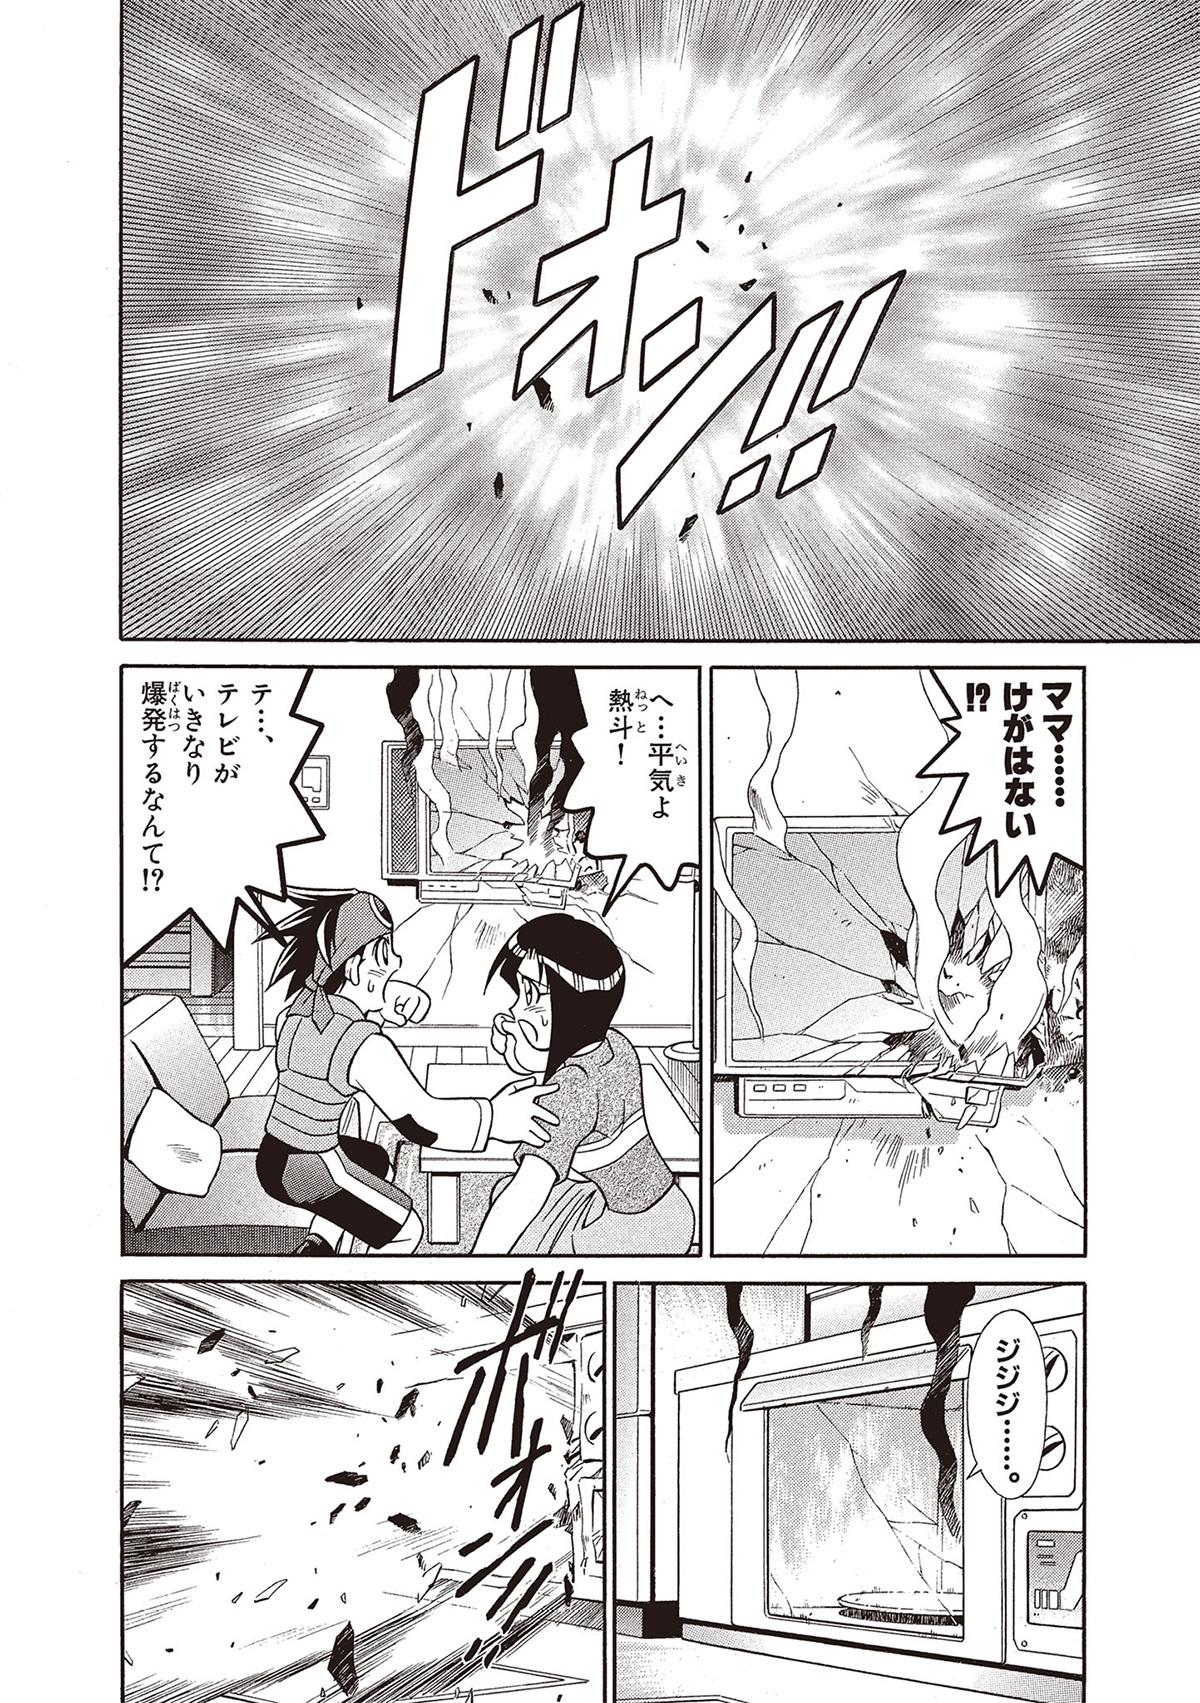 ドオン!!
ママ……
けがはない
!?
へ…平気よ
熱斗!
テ…、
テレビが
いきなり
爆発するなんて!?
ジジジ……。
ボオン!!